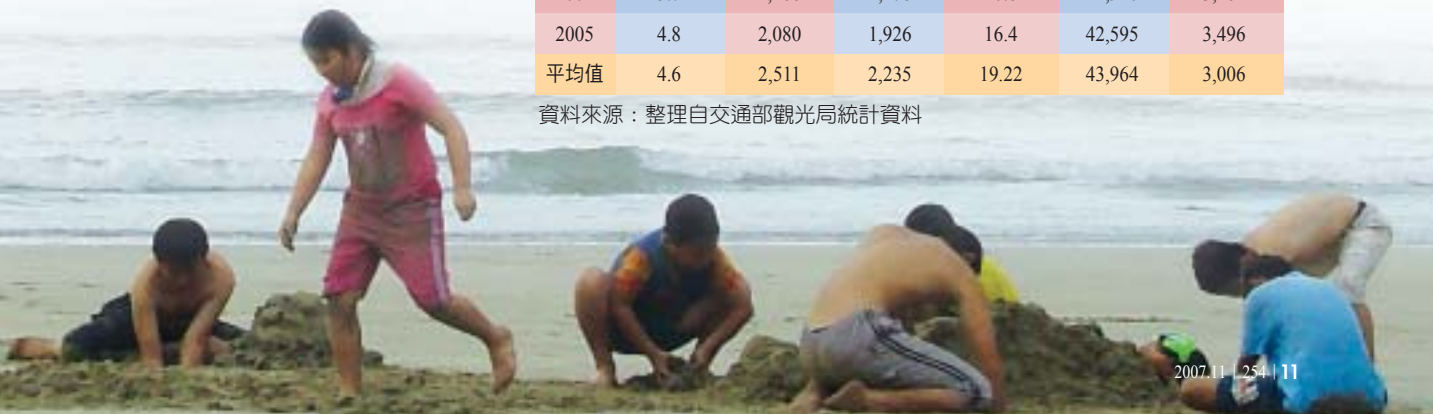 2005 4.8 2,080 1,926 16.4 42,595 3,496
平均值 4.6 2,511 2,235 19.22 43,964 3,006
資料來源：整理自交通部觀光局統計資料
2007.11 | 254 | 11